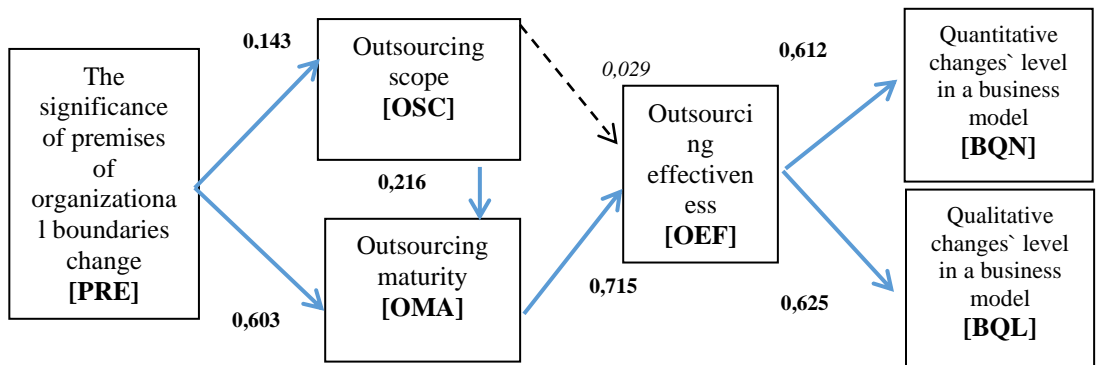 The
significance
of premises
of
organizationa
l boundaries
change
[PRE]
0,143
0,603
Outsourcing
scope
[OSC]
0,216
Outsourcing
maturity
[OMA]
0,029
0,715
Outsourci
ng
effectiven
ess
[OEF]
0,612
0,625
Quantitative
changes` level
in a business
model
[BQN]
Qualitative
changes` level
in a business
model
[BQL]